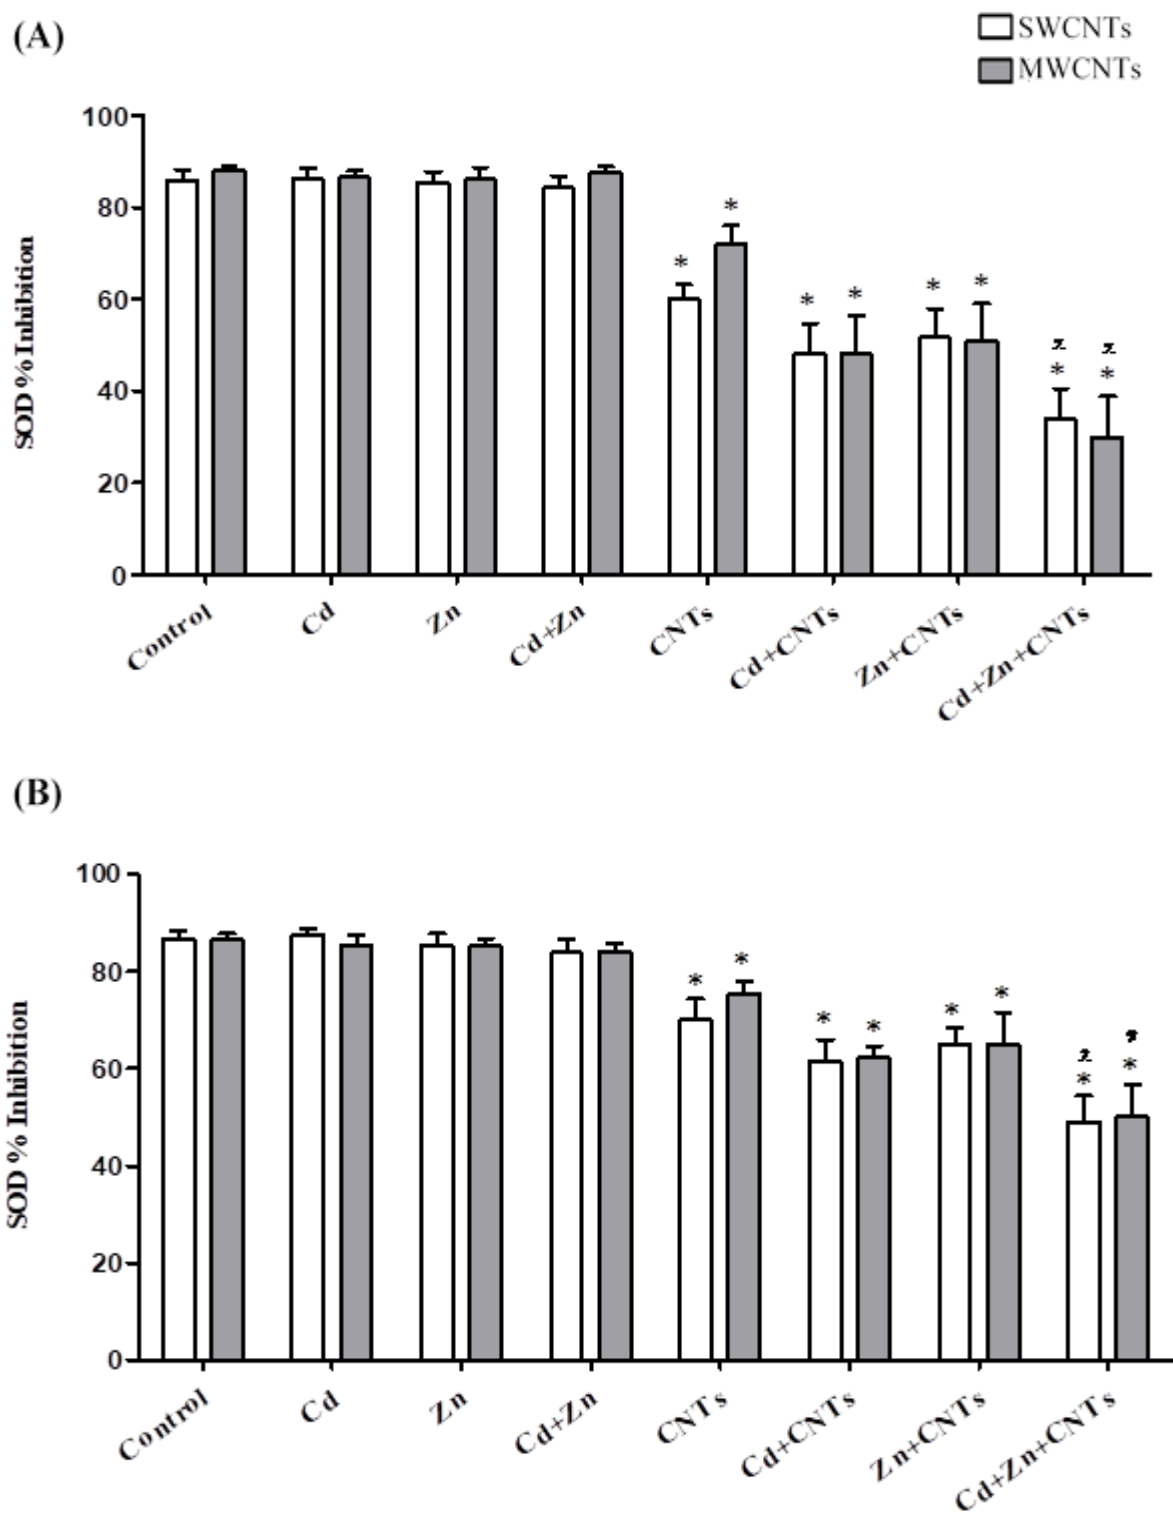 (A)
SWCNTs
MWCNTs
100
80
60
40
20
0
SOD % Inhibition
* * * * * * * *
Control Cd Zn Cd+Zn CNTs Cd+CNTs Zn+CNTs Cd+Zn+CNTs
(B)
100
80
60
40
20
0
SOD % Inhibition
* * * * * * * *
Control Cd Zn Cd+Zn CNTs Cd+CNTs Zn+CNTs Cd+Zn+CNTs